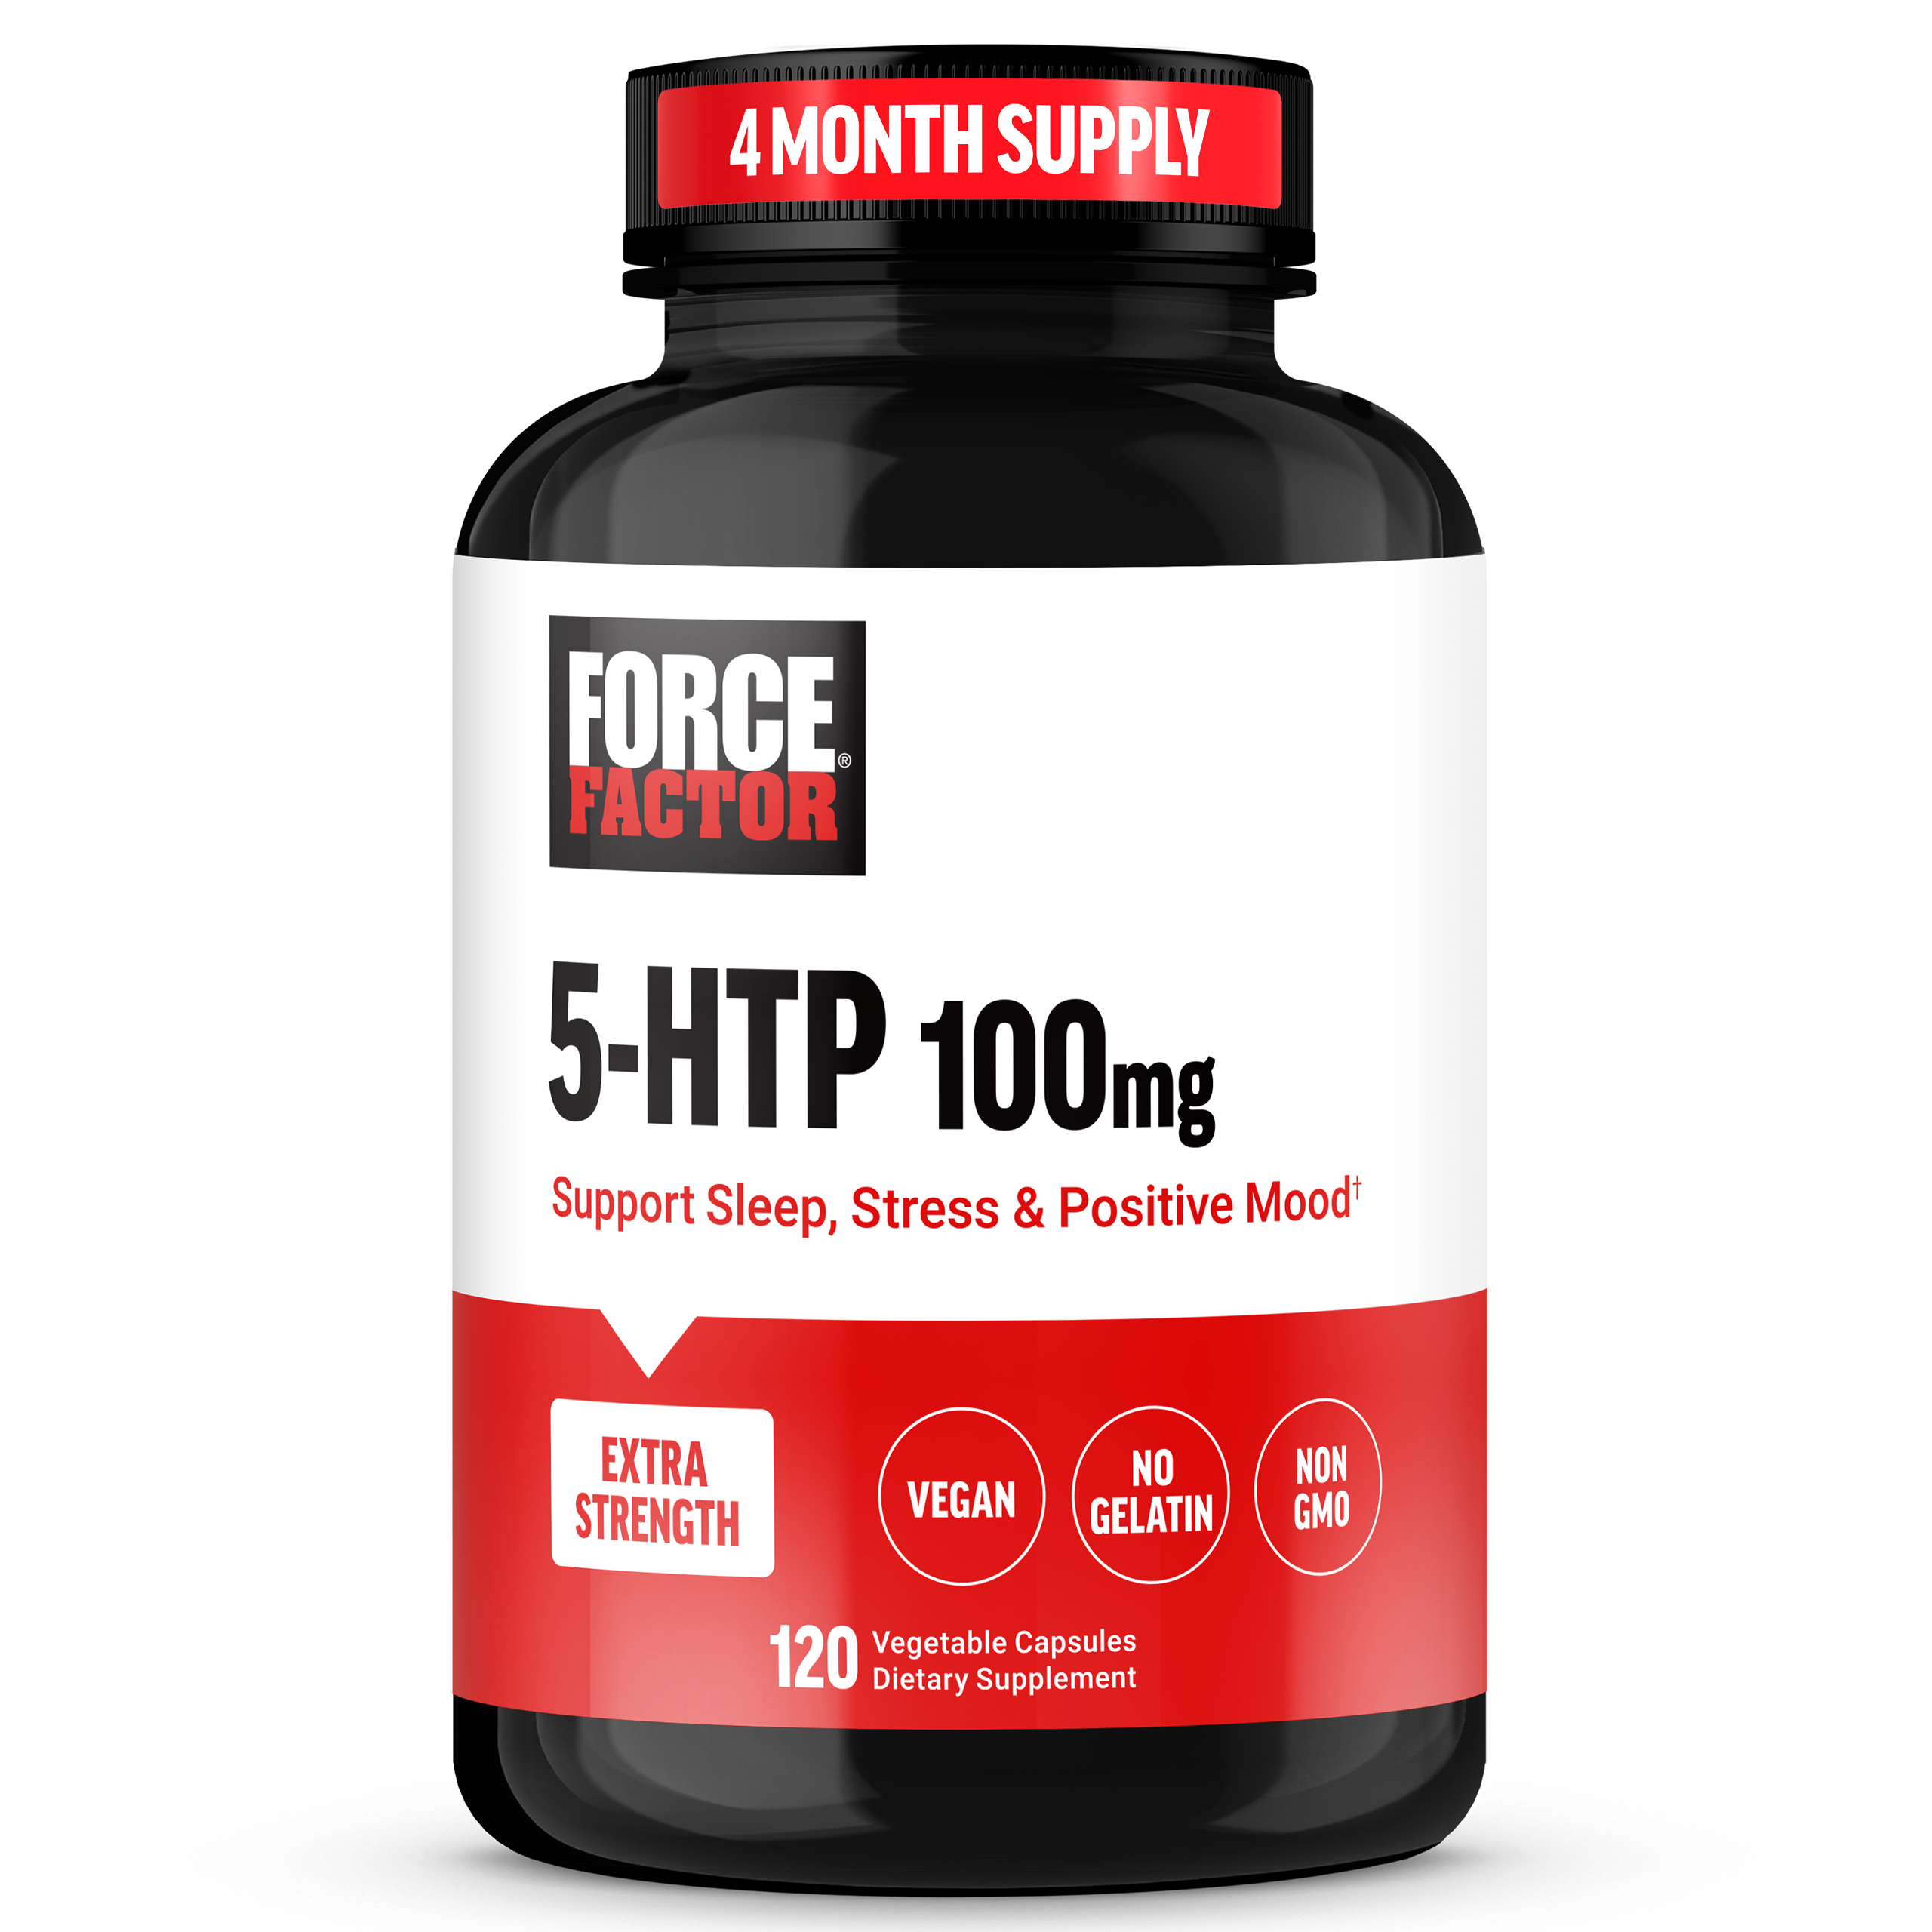 4 MONTH SUPPLY
FORCE
FACTOR®
5-HTP 100mg
Support Sleep, Stress & Positive Mood†
EXTRA
STRENGTH
VEGAN
NO
GELATIN
NON
GMO
120 Vegetable Capsules
Dietary Supplement